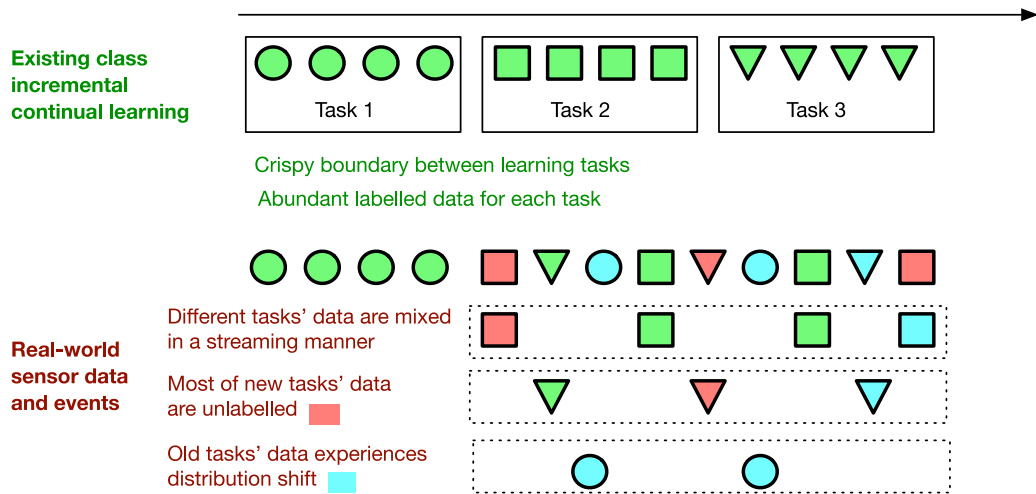 Existing class
incremental
continual learning
Task 1
Task 2
Task 3
Crispy boundary between learning tasks
Abundant labelled data for each task
Real-world
sensor data
and events
Different tasks' data are mixed
in a streaming manner
Most of new tasks' data
are unlabelled
Old tasks' data experiences
distribution shift